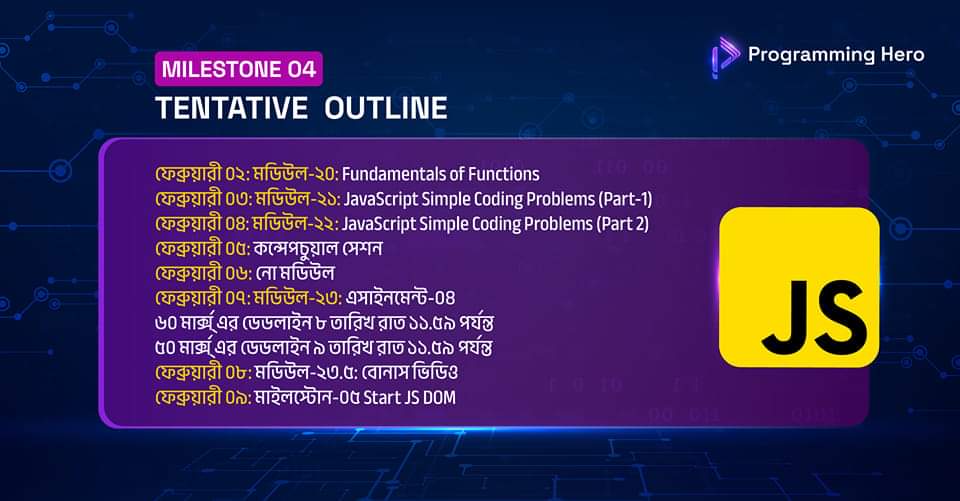 Programming Hero
MILESTONE 04
TENTATIVE OUTLINE
ফেব্রুয়ারী ০২: মডিউল-২০: Fundamentals of Functions
ফেব্রুয়ারী ০৩: মডিউল-২১: JavaScript Simple Coding Problems (Part-1)
ফেব্রুয়ারী ০৪: মডিউল-২২: JavaScript Simple Coding Problems (Part 2)
ফেব্রুয়ারী ০৫: কন্সেপচুয়াল সেশন
ফেব্রুয়ারী ০৬: নো মডিউল
ফেব্রুয়ারী ০৭: মডিউল-২৩: এসাইনমেন্ট-০৪
৬০ মার্ক্স্ এর ডেডলাইন ৮ তারিখ রাত ১১.৫৯ পর্যন্ত
৫০ মার্ক্স্ এর ডেডলাইন ৯ তারিখ রাত ১১.৫৯ পর্যন্ত
ফেব্রুয়ারী ০৮: মডিউল-২৩.৫: বোনাস ভিডিও
ফেব্রুয়ারী ০৯: মাইলস্টোন-০৫ Start JS DOM
JS